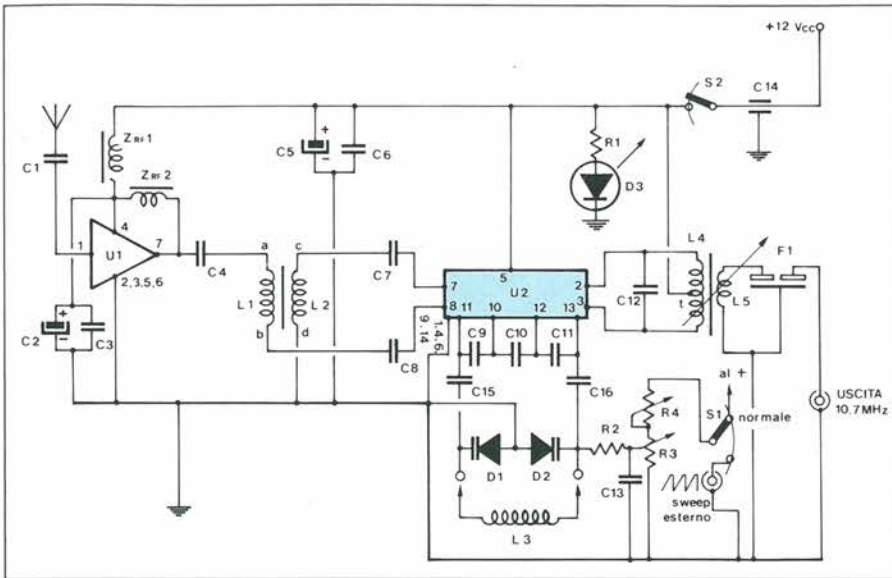 +12 Vcc
S2
C14
C1
ZRF1
ZRF2
C5
+
-
C6
R1
D3
1
4
7
U1
2,3,5,6
C4
a
c
L1
L2
b
d
C7
C8
C2
+
-
C3
5
7
8
U2
2
3
11
10
12
13
1,4,6,
9,14
C9
C10
C11
C12
L4
t
L5
F1
C15
C16
D1
D2
R2
R4
R3
C13
L3
al +
S1
normale
sweep
esterno
USCITA
10,7MHz